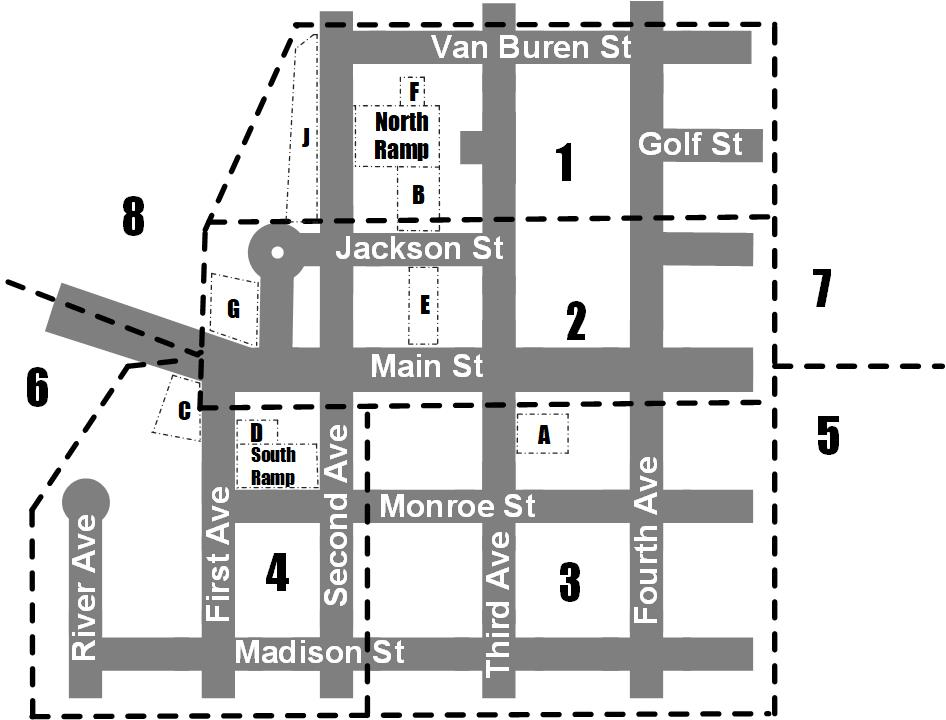 Van Buren St
F
North
Ramp
J
1
Golf St
B
8
Jackson St
7
G
E
2
Main St
6
C
D
South
Ramp
Second Ave
A
5
Monroe St
River Ave
First Ave
4
Third Ave
3
Fourth Ave
Madison St